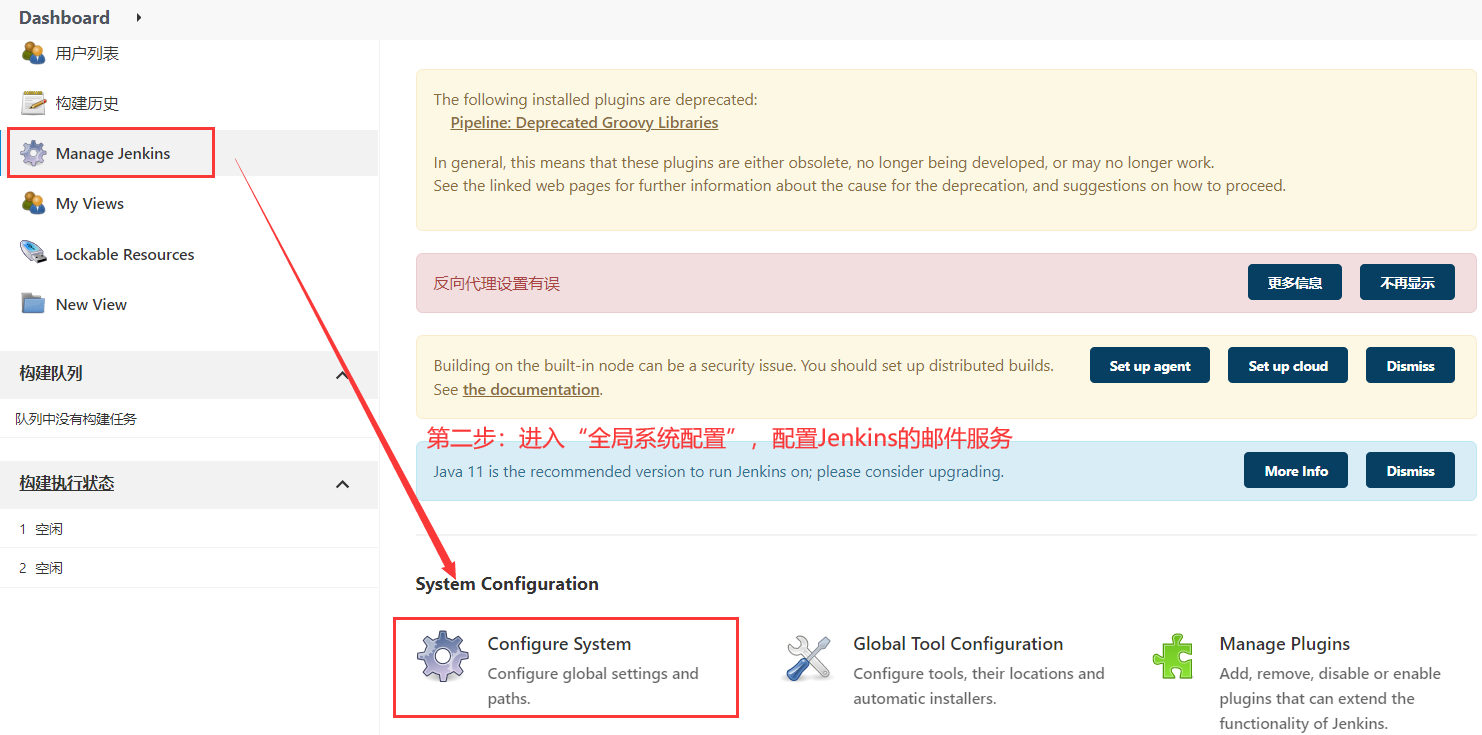 Dashboard
用户列表
构建历史
Manage Jenkins
My Views
Lockable Resources
New View
构建队列
队列中没有构建任务
构建执行状态
1 空闲
2 空闲
The following installed plugins are deprecated:
Pipeline: Deprecated Groovy Libraries
In general, this means that these plugins are either obsolete, no longer being developed, or may no longer work.
See the linked web pages for further information about the cause for the deprecation, and suggestions on how to proceed.
反向代理设置有误
更多信息
不再显示
Building on the built-in node can be a security issue. You should set up distributed builds.
See the documentation.
Set up agent
Set up cloud
Dismiss
第二步：进入“全局系统配置”，配置Jenkins的邮件服务
Java 11 is the recommended version to run Jenkins on; please consider upgrading.
More Info
Dismiss
System Configuration
Configure System
Configure global settings and
paths.
Global Tool Configuration
Configure tools, their locations and
automatic installers.
Manage Plugins
Add, remove, disable or enable
plugins that can extend the
functionality of Jenkins.